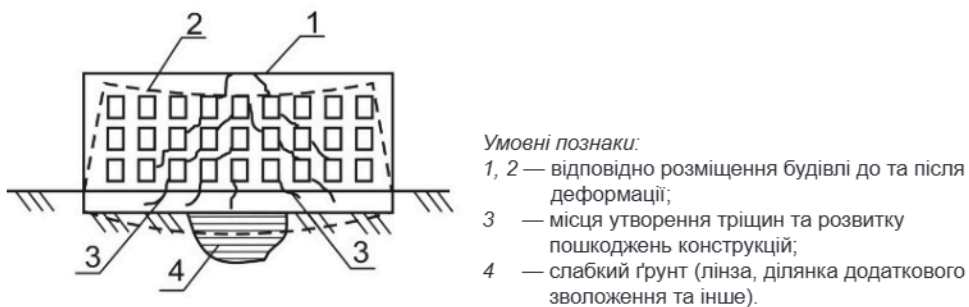 2
1
3
4
3
Умовні познаки:
1, 2 — відповідно розміщення будівлі до та після
деформації;
3 — місця утворення тріщин та розвитку
пошкоджень конструкцій;
4 — слабкий ґрунт (лінза, ділянка додаткового
зволоження та інше).